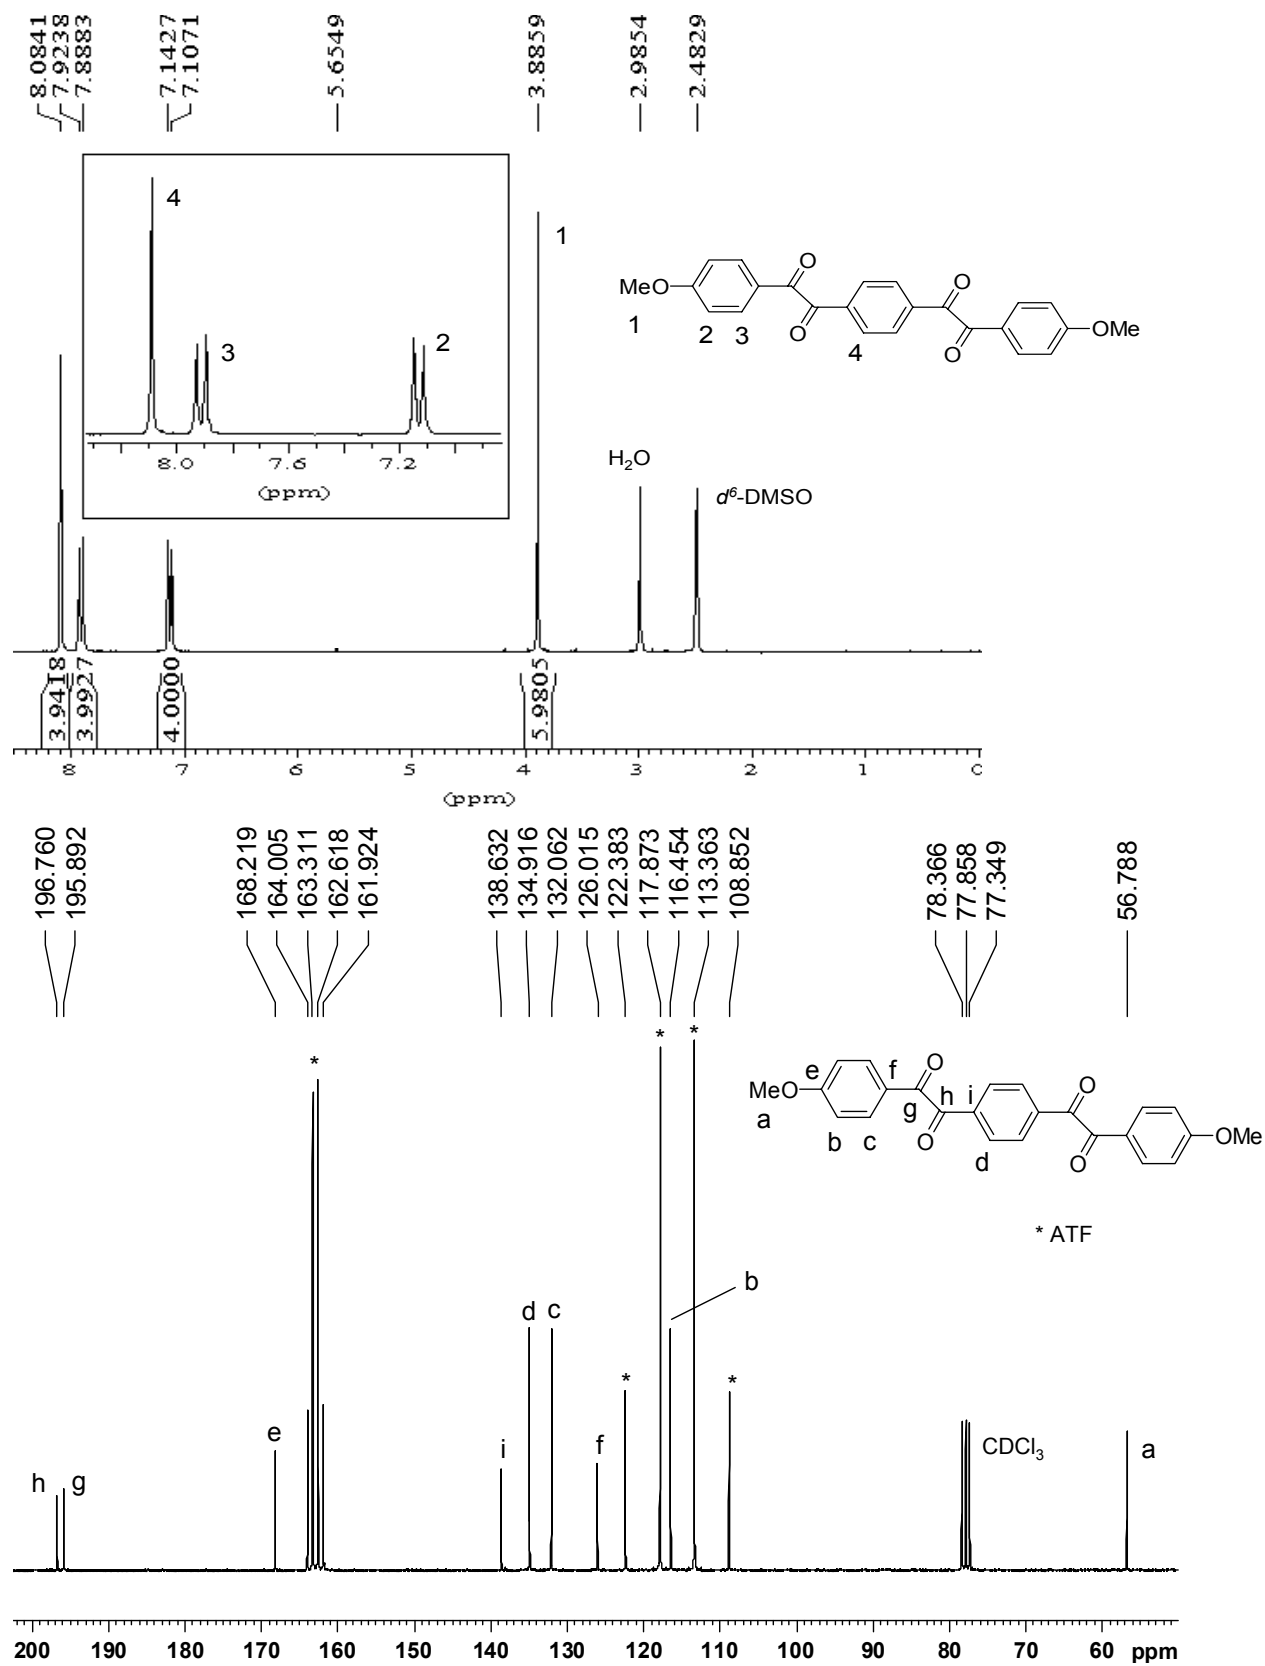 8.0841
7.9238
7.8883
7.1427
7.1071
5.6549
3.8859
2.9854
2.4829
4
3
2
8.0 7.6 7.2
(ppm)
1
MeO
O
O
O
O
OMe
1
2 3
4
H2O
d6-DMSO
3.9418
3.9927
4.0000
5.9805
8 7 6 5 4 3 2 1 0
(ppm)
196.760
195.892
168.219
164.005
163.311
162.618
161.924
138.632
134.916
132.062
126.015
122.383
117.873
116.454
113.363
108.852
78.366
77.858
77.349
56.788
*
*
*
e f
MeO
O
O
g h i
a
b c
d
O
O
OMe
* ATF
b
d c
*
*
e
i
f
CDCl3
a
h g
200 190 180 170 160 150 140 130 120 110 100 90 80 70 60 ppm